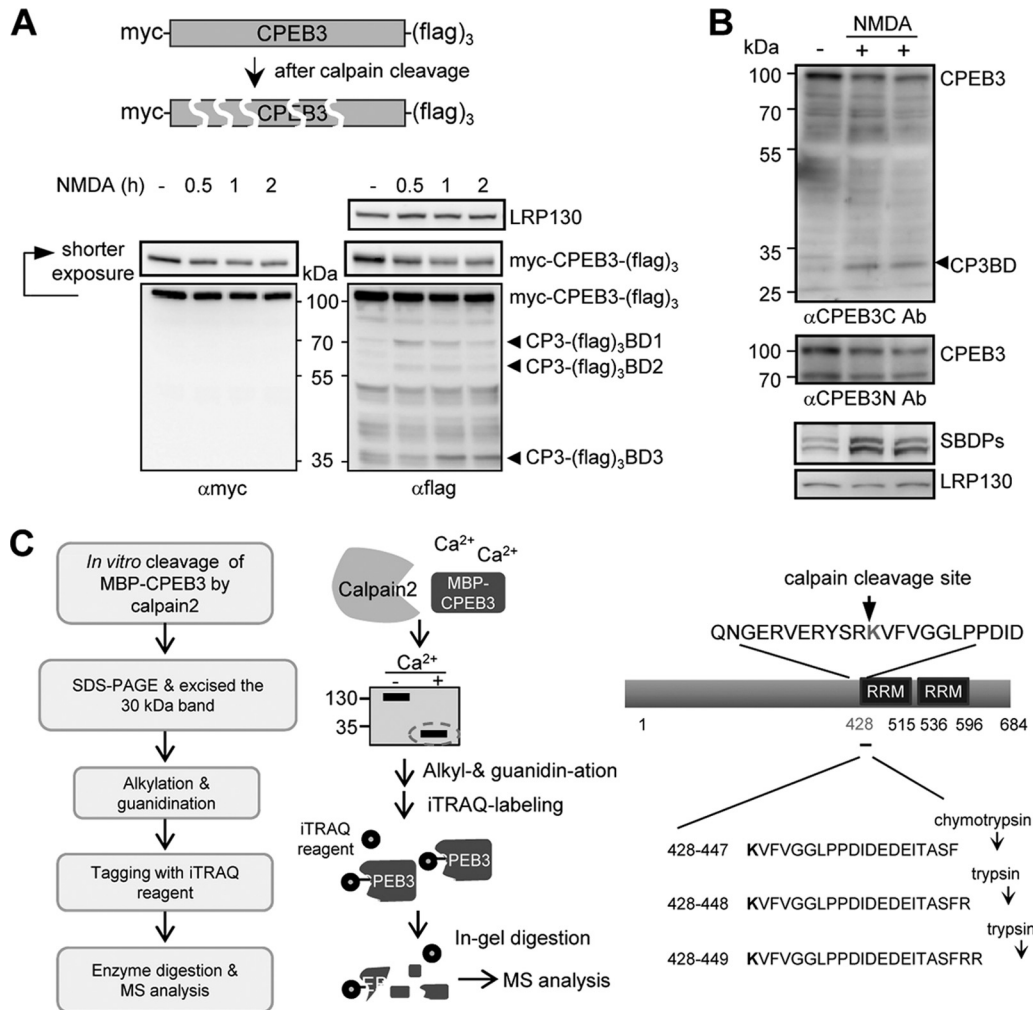 A
myc- CPEB3 -(flag)3
after calpain cleavage
myc- CPEB3 -(flag)3
NMDA (h) - 0.5 1 2
- 0.5 1 2
LRP130
shorter exposure
kDa
myc-CPEB3-(flag)3
myc-CPEB3-(flag)3
100
70
CP3-(flag)3BD1
CP3-(flag)3BD2
55
35
CP3-(flag)3BD3
αmyc
αflag
B
NMDA
kDa - + +
100
CPEB3
70
55
35
CP3BD
25
αCPEB3C Ab
100
CPEB3
70
αCPEB3N Ab
SBDPs
LRP130
C
In vitro cleavage of
MBP-CPEB3 by
calpain2
SDS-PAGE & excised the
30 kDa band
Alkylation &
guanidination
Tagging with iTRAQ
reagent
Enzyme digestion &
MS analysis
Ca2+
Ca2+
Calpain2
MBP-
CPEB3
Ca2+
- +
130
35
Alkyl-& guanidin-ation
iTRAQ-labeling
iTRAQ
reagent
PEB3
PEB3
In-gel digestion
MS analysis
calpain cleavage site
QNGERVERYSRKVFVGGLPPDID
RRM RRM
1 428 515 536 596 684
chymotrypsin
428-447 KVFVGGLPPDIDEDEITASF
trypsin
428-448 KVFVGGLPPDIDEDEITASFR
trypsin
428-449 KVFVGGLPPDIDEDEITASFRR